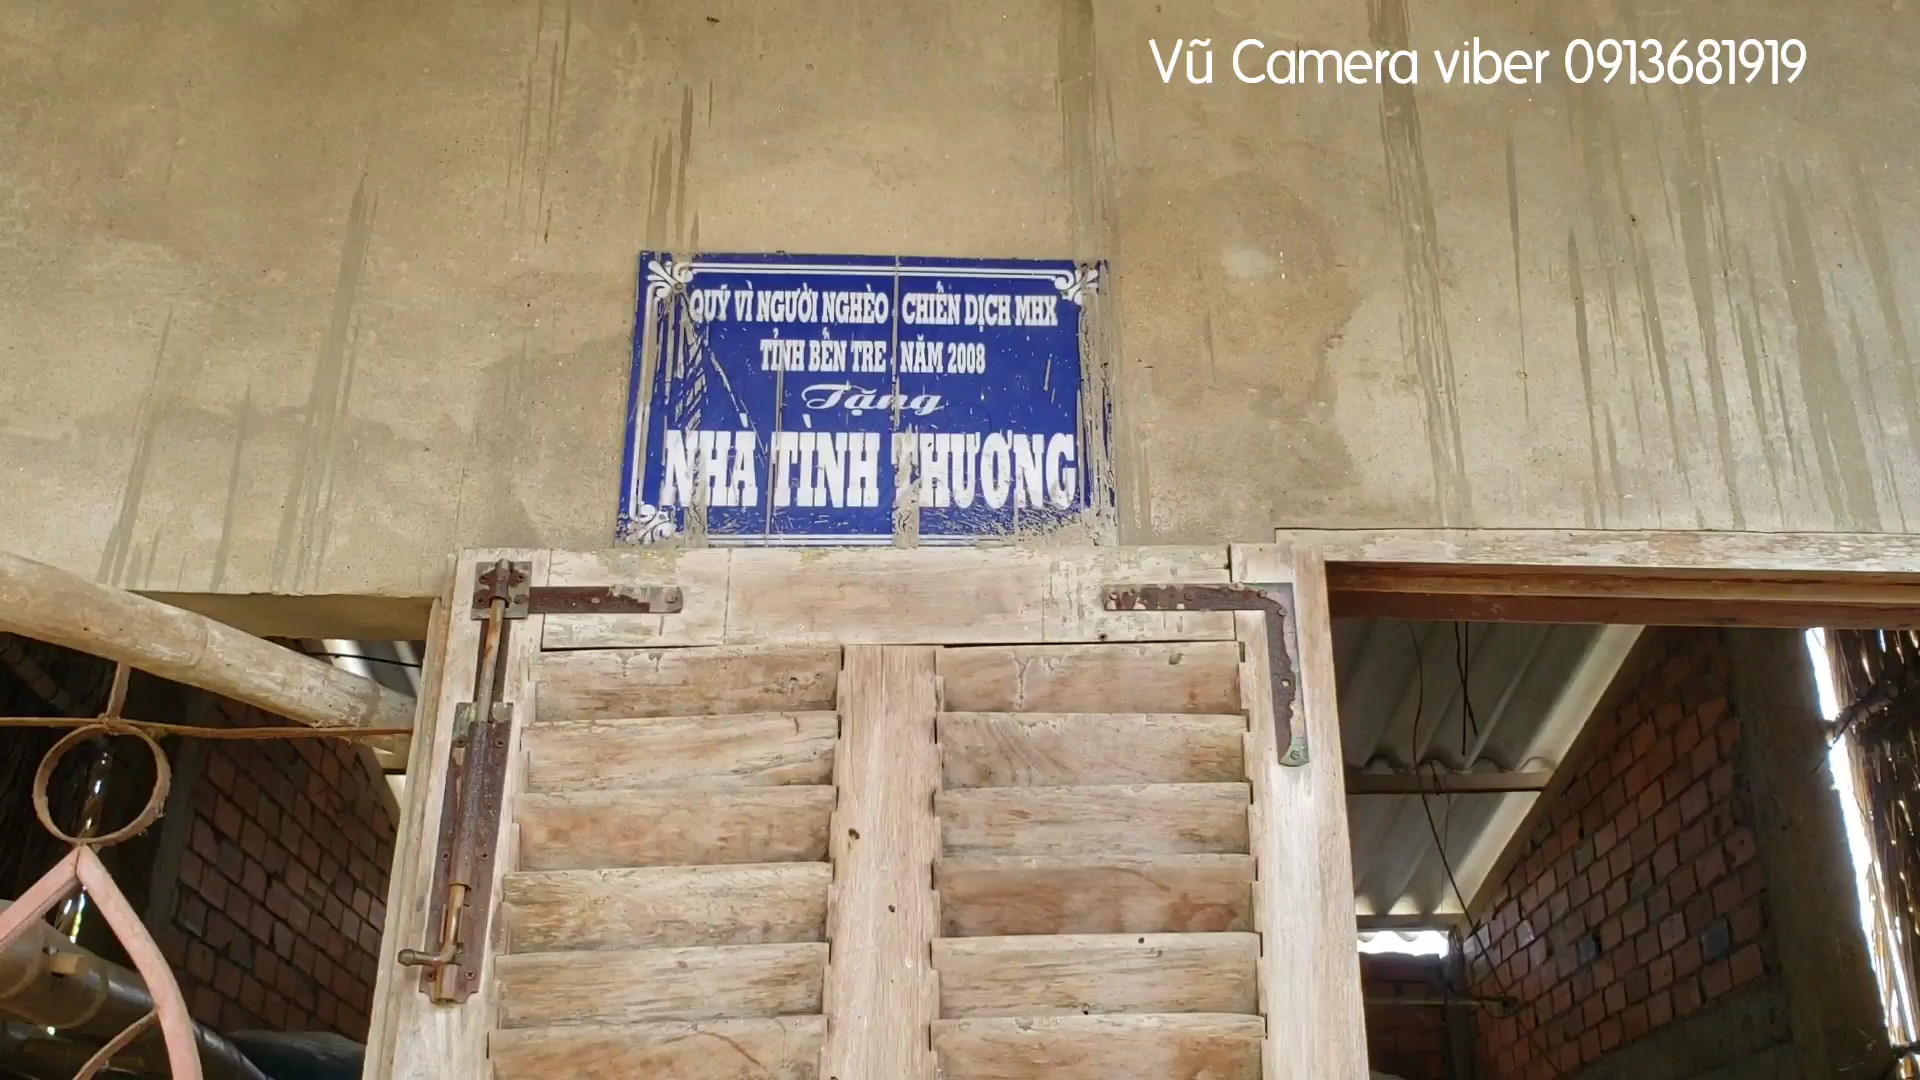 Vũ Camera viber 0913681919
QUỸ VÌ NGƯỜI NGHÈO - CHIẾN DỊCH MHX
TỈNH BẾN TRE - NĂM 2008
Tặng
NHÀ TÌNH THƯƠNG